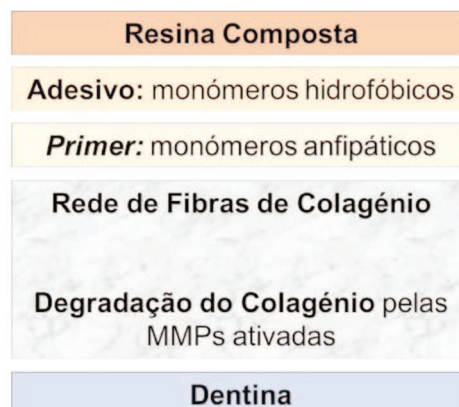 Resina Composta
Adesivo: monómeros hidrofóbicos
Primer: monómeros anfipáticos
Rede de Fibras de Colagénio
Degradação do Colagénio pelas
MMPs ativadas
Dentina